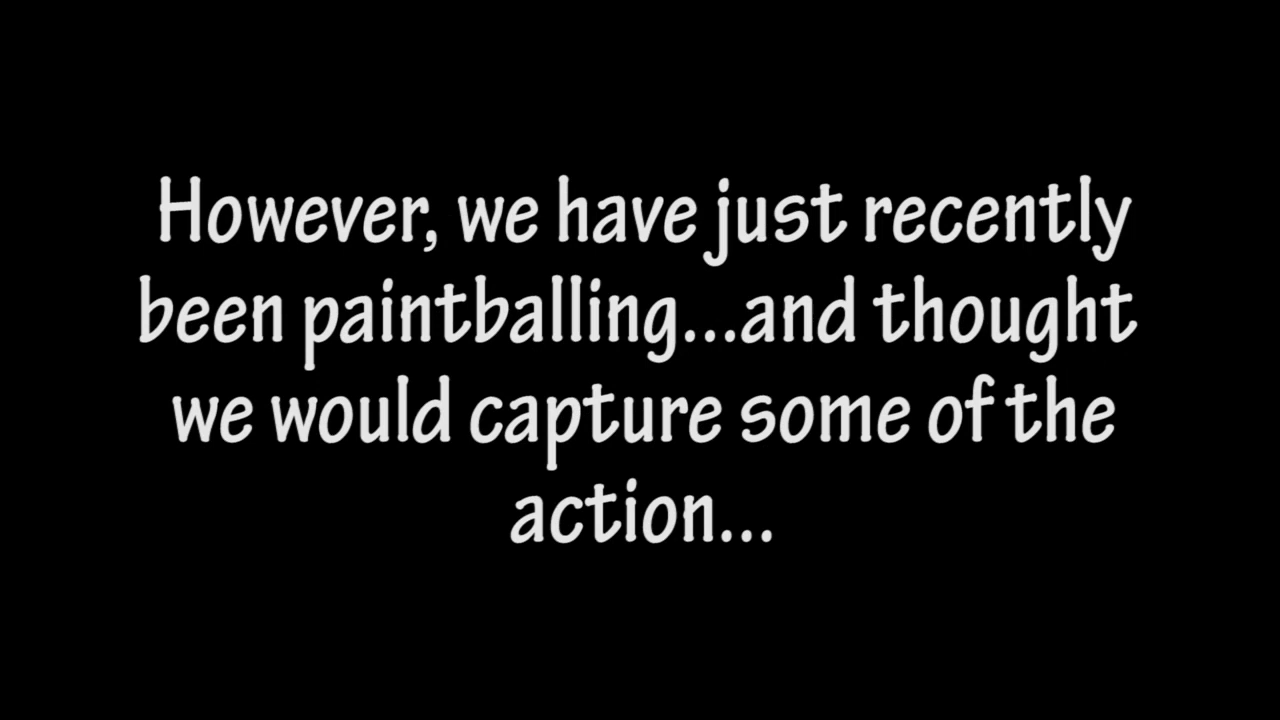 However, we have just recently
been paintballing...and thought
we would capture some of the
action...